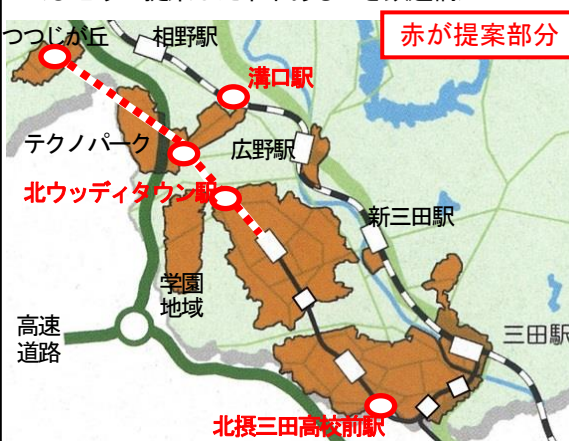 つつじが丘
相野駅
赤が提案部分
溝口駅
テクノパーク
広野駅
北ウッディタウン駅
新三田駅
学園
地域
高速
道路
三田駅
北摂三田高校前駅